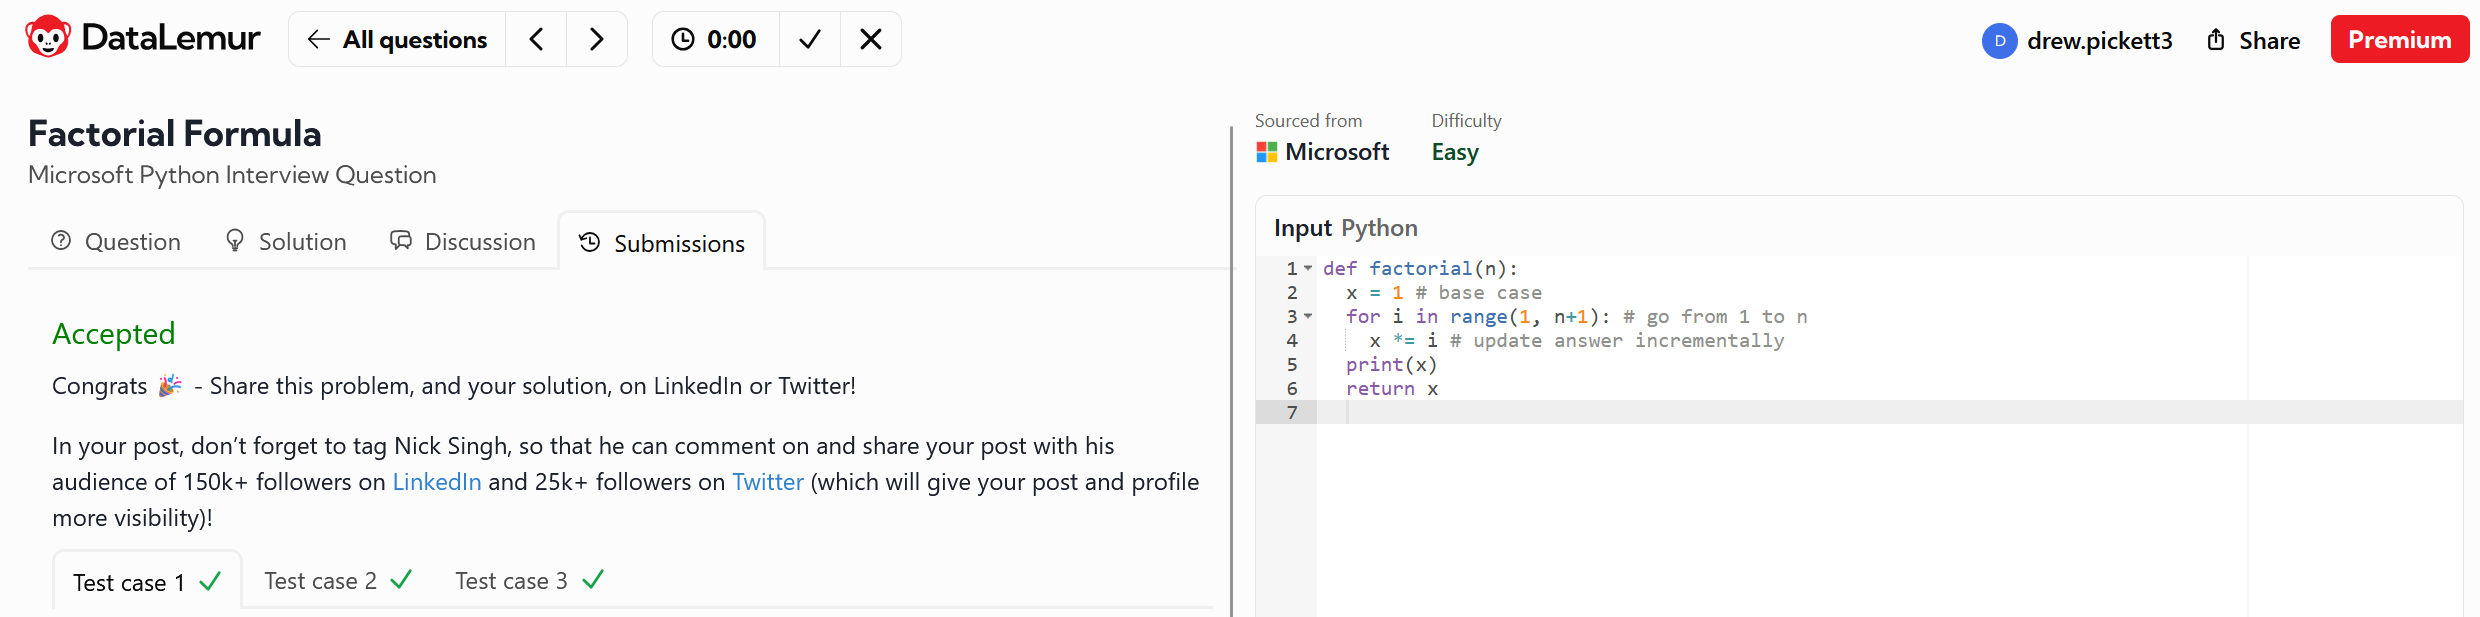 DataLemur
← All questions
0:00
D drew.pickett3
Share
Premium
Factorial Formula
Microsoft Python Interview Question
Question
Solution
Discussion
Submissions
Accepted
Congrats 🎉 - Share this problem, and your solution, on LinkedIn or Twitter!
In your post, don’t forget to tag Nick Singh, so that he can comment on and share your post with his
audience of 150k+ followers on LinkedIn and 25k+ followers on Twitter (which will give your post and profile
more visibility)!
Test case 1 ✓ Test case 2 ✓ Test case 3 ✓
Sourced from Difficulty
Microsoft Easy
Input Python
1 def factorial(n):
2 x = 1 # base case
3 for i in range(1, n+1): # go from 1 to n
4 x *= i # update answer incrementally
5 print(x)
6 return x
7